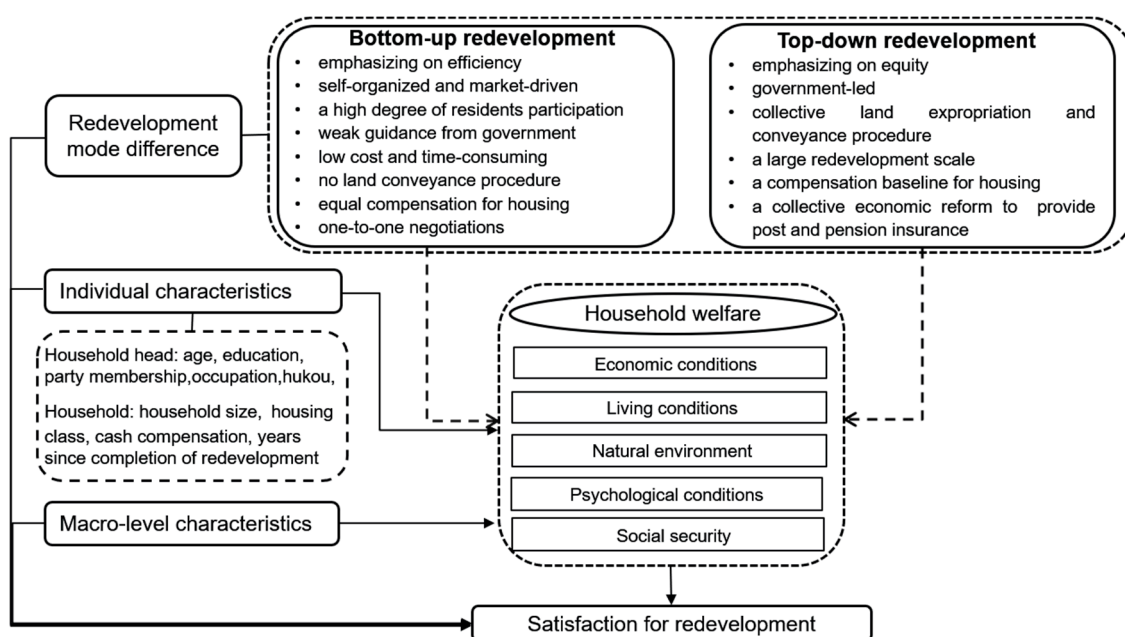 Bottom-up redevelopment
• emphasizing on efficiency
• self-organized and market-driven
• a high degree of residents participation
• weak guidance from government
• low cost and time-consuming
• no land conveyance procedure
• equal compensation for housing
• one-to-one negotiations
Top-down redevelopment
• emphasizing on equity
• government-led
• collective land expropriation and
conveyance procedure
• a large redevelopment scale
• a compensation baseline for housing
• a collective economic reform to provide
post and pension insurance
Redevelopment
mode difference
Individual characteristics
Household head: age, education,
party membership,occupation,hukou,
Household: household size, housing
class, cash compensation, years
since completion of redevelopment
Macro-level characteristics
Household welfare
Economic conditions
Living conditions
Natural environment
Psychological conditions
Social security
Satisfaction for redevelopment